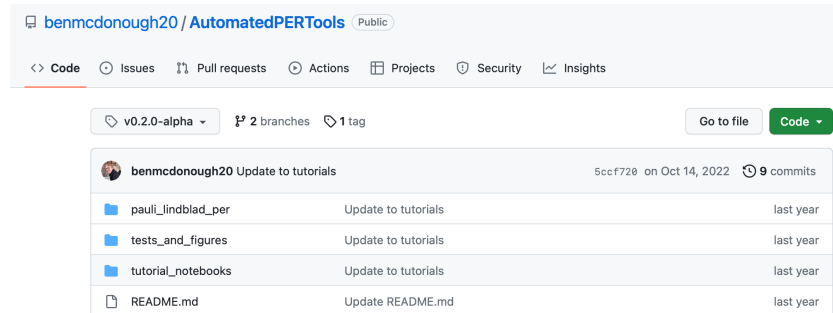 benmcdonough20 / AutomatedPERTools Public
<> Code Issues Pull requests Actions Projects Security Insights
v0.2.0-alpha 2 branches 1 tag Go to file Code
benmcdonough20 Update to tutorials 5ccf720 on Oct 14, 2022 9 commits
pauli_lindblad_per Update to tutorials last year
tests_and_figures Update to tutorials last year
tutorial_notebooks Update to tutorials last year
README.md Update README.md last year